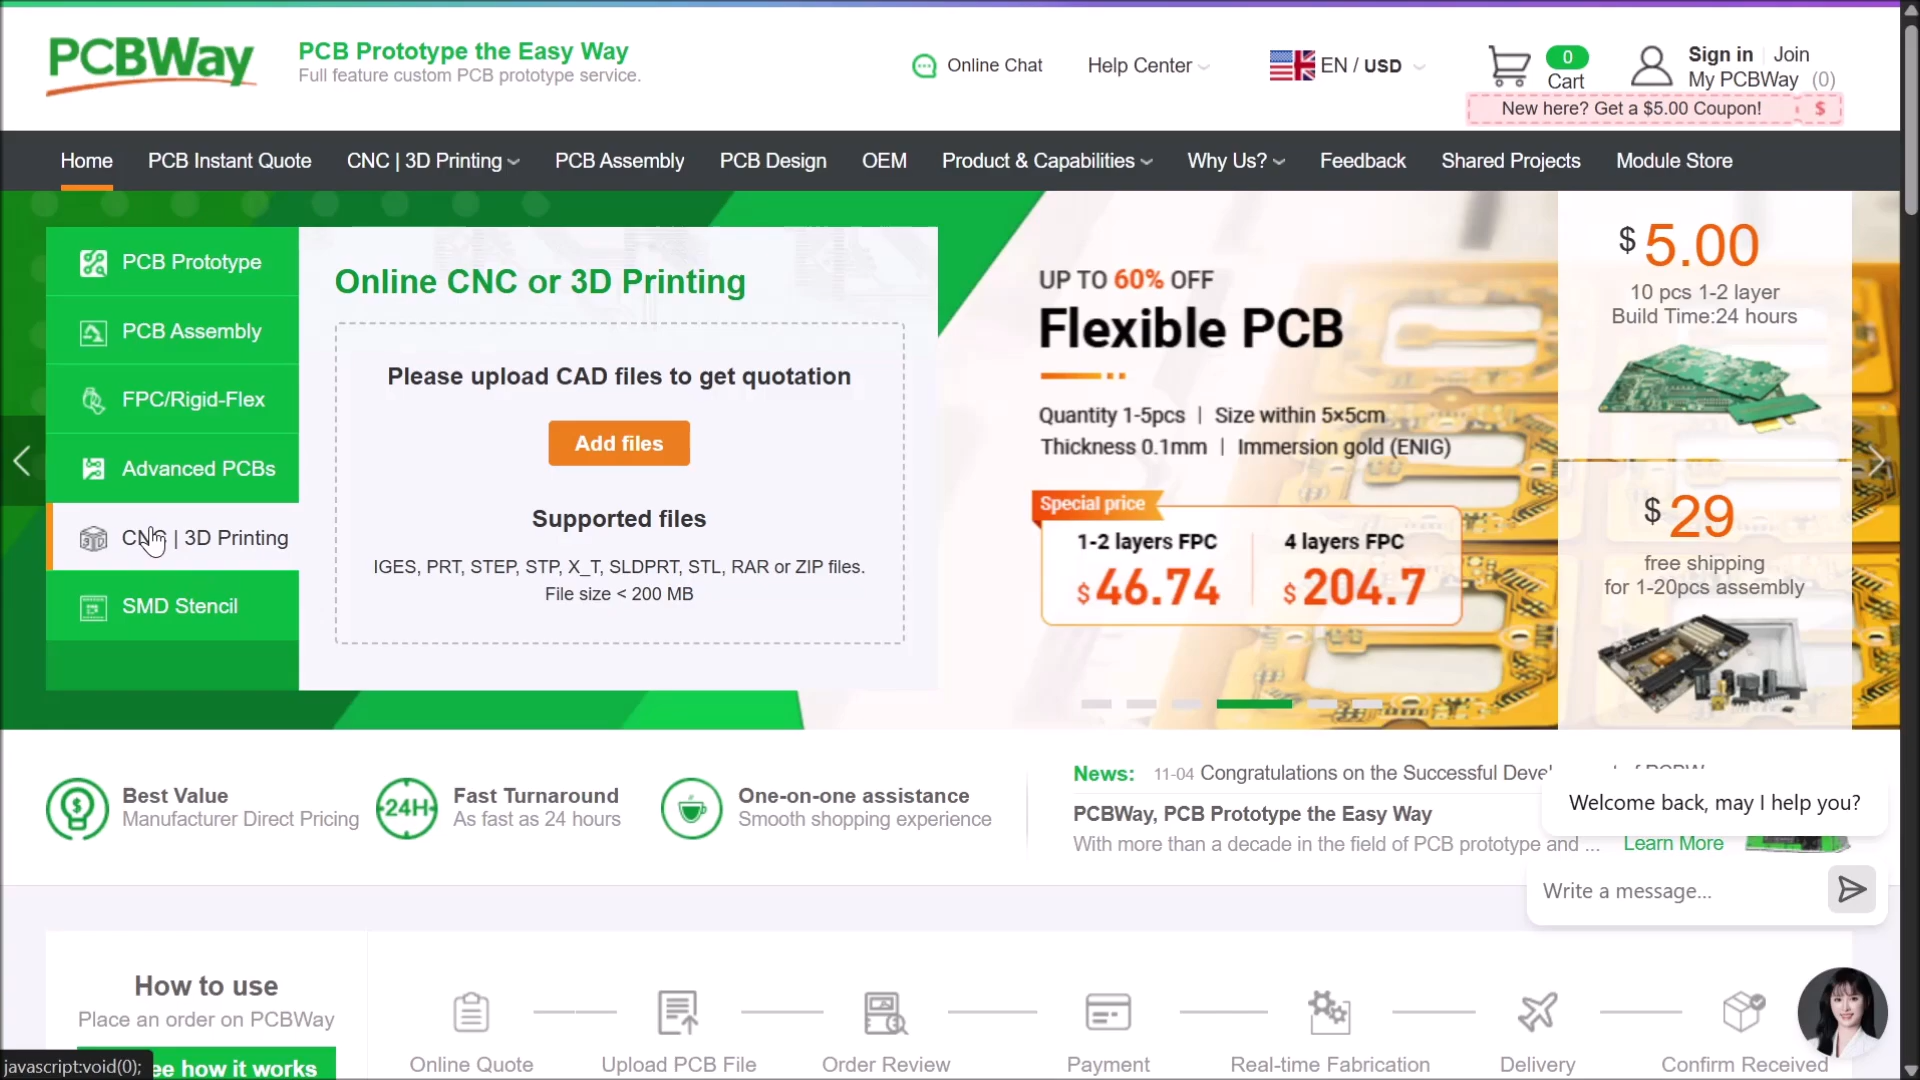 PCBWay
PCB Prototype the Easy Way
Full feature custom PCB prototype service.
Online Chat
Help Center
EN / USD
0
Cart
Sign in
Join
My PCBWay (0)
New here? Get a $5.00 Coupon!
$
Home
PCB Instant Quote
CNC | 3D Printing
PCB Assembly
PCB Design
OEM
Product & Capabilities
Why Us?
Feedback
Shared Projects
Module Store
PCB Prototype
PCB Assembly
FPC/Rigid-Flex
Advanced PCBs
CNC | 3D Printing
SMD Stencil
Online CNC or 3D Printing
Please upload CAD files to get quotation
Add files
Supported files
IGES, PRT, STEP, STP, X_T, SLDPRT, STL, RAR or ZIP files.
File size < 200 MB
UP TO 60% OFF
Flexible PCB
Quantity 1-5pcs | Size within 5×5cm
Thickness 0.1mm | Immersion gold (ENIG)
Special price
1-2 layers FPC
$ 46.74
4 layers FPC
$ 204.7
$ 5.00
10 pcs 1-2 layer
Build Time:24 hours
$ 29
free shipping
for 1-20pcs assembly
Best Value
Manufacturer Direct Pricing
24H
Fast Turnaround
As fast as 24 hours
One-on-one assistance
Smooth shopping experience
News:
11-04 Congratulations on the Successful
PCBWay, PCB Prototype the Easy Way
With more than a decade in the field of PCB prototype and ...
Learn More
Welcome back, may I help you?
Write a message...
How to use
Place an order on PCBWay
ee how it works
Online Quote
Upload PCB File
Order Review
Payment
Real-time Fabrication
Delivery
Confirm Received
javascript:void(0);